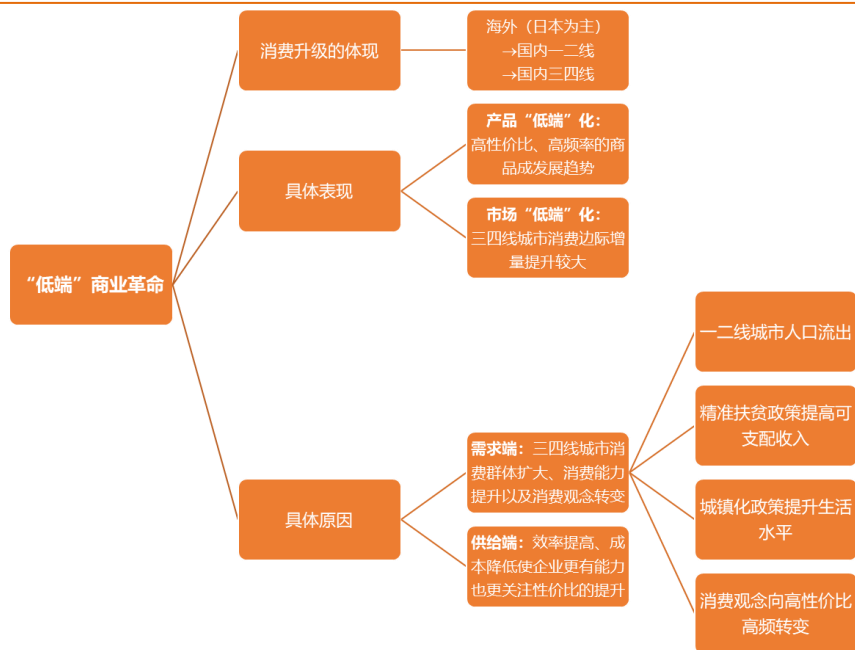 “低端”商业革命
消费升级的体现
海外（日本为主）
→国内一二线
→国内三四线
具体表现
产品“低端”化：
高性价比、高频率的商
品成发展趋势
市场“低端”化：
三四线城市消费边际增
量提升较大
具体原因
需求端：三四线城市消
费群体扩大、消费能力
提升以及消费观念转变
一二线城市人口流出
精准扶贫政策提高可
支配收入
城镇化政策提升生活
水平
消费观念向高性价比
高频转变
供给端：效率提高、成
本降低使企业更有能力
也更关注性价比的提升